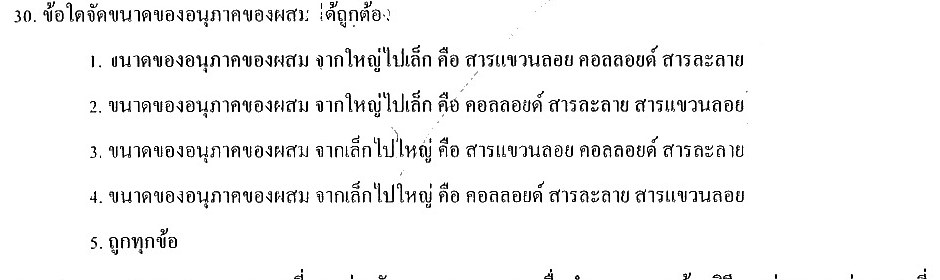 30. ข้อใดจัดขนาดของอนุภาคของผสม ได้ถูกต้อง
1. ขนาดของอนุภาคของผสม จากใหญ่ไปเล็ก คือ สารแขวนลอย คอลลอยด์ สารละลาย
2. ขนาดของอนุภาคของผสม จากใหญ่ไปเล็ก คือ คอลลอยด์ สารละลาย สารแขวนลอย
3. ขนาดของอนุภาคของผสม จากเล็กไปใหญ่ คือ สารแขวนลอย คอลลอยด์ สารละลาย
4. ขนาดของอนุภาคของผสม จากเล็กไปใหญ่ คือ คอลลอยด์ สารละลาย สารแขวนลอย
5. ถูกทุกข้อ